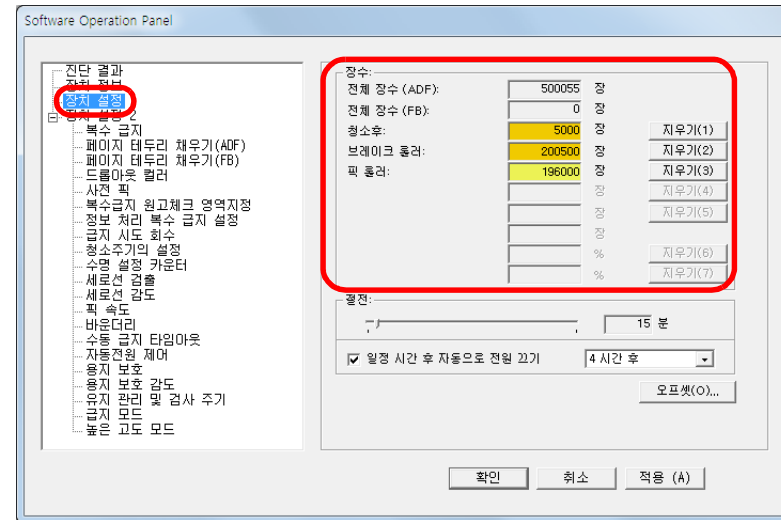 Software Operation Panel
진단 결과
장치 정보
장치 설정
장치 설정 2
복수 급지
페이지 테두리 채우기(ADF)
페이지 테두리 채우기(FB)
드롭아웃 컬러
사전 픽
복수급지 원고체크 영역지정
정보 처리 복수 급지 설정
급지 시도 회수
청소주기의 설정
수명 설정 카운터
세로선 검출
세로선 감도
픽 속도
바운더리
수동 급지 타임아웃
자동전원 제어
용지 보호
용지 보호 감도
유지 관리 및 검사 주기
급지 모드
높은 고도 모드
장수:
전체 장수 (ADF): 500055 장
전체 장수 (FB): 0 장
청소후: 5000 장 지우기(1)
브레이크 롤러: 200500 장 지우기(2)
픽 롤러: 196000 장 지우기(3)
장 지우기(4)
장 지우기(5)
장
% 지우기(6)
% 지우기(7)
절전:
15 분
일정 시간 후 자동으로 전원 끄기 4 시간 후
오프셋(O)...
확인 취소 적용 (A)